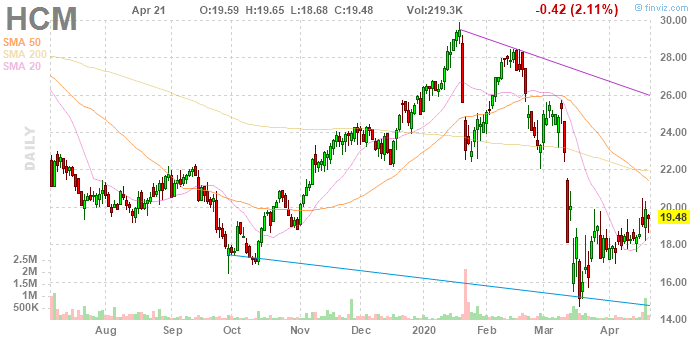 HCM
Apr 21
O:19.59 H:19.65 L:18.68 C:19.48
Vol:219.3K
-0.42 (2.11%)
© finviz.com
SMA 50
SMA 200
SMA 20
DAILY
30.00
28.00
26.00
24.00
22.00
20.00
19.48
18.00
16.00
14.00
2.5M
2M
1.5M
1M
500K
Aug Sep Oct Nov Dec 2020 Feb Mar Apr